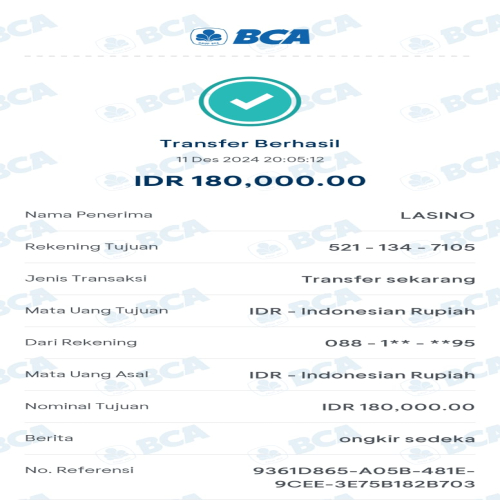 BCA
Transfer Berhasil
11 Des 2024 20:05:12
IDR 180,000.00
Nama Penerima LASINO
Rekening Tujuan 521 - 134 - 7105
Jenis Transaksi Transfer sekarang
Mata Uang Tujuan IDR - Indonesian Rupiah
Dari Rekening 088 - 1** - **95
Mata Uang Asal IDR - Indonesian Rupiah
Nominal Tujuan IDR 180,000.00
Berita ongkir sedeka
No. Referensi 9361D865-A05B-481E-
9CEE-3E75B182B703